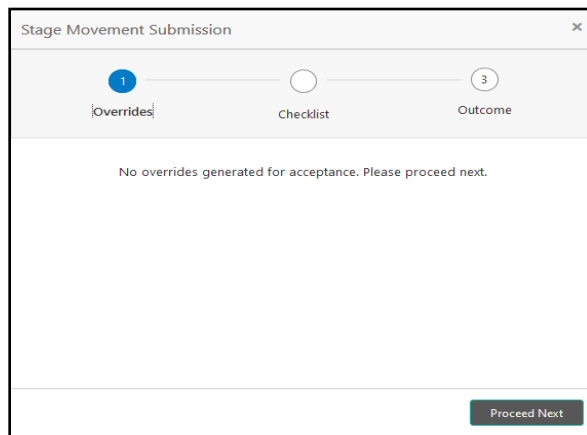 Stage Movement Submission ×
1 3
Overrides Checklist Outcome
No overrides generated for acceptance. Please proceed next.
Proceed Next